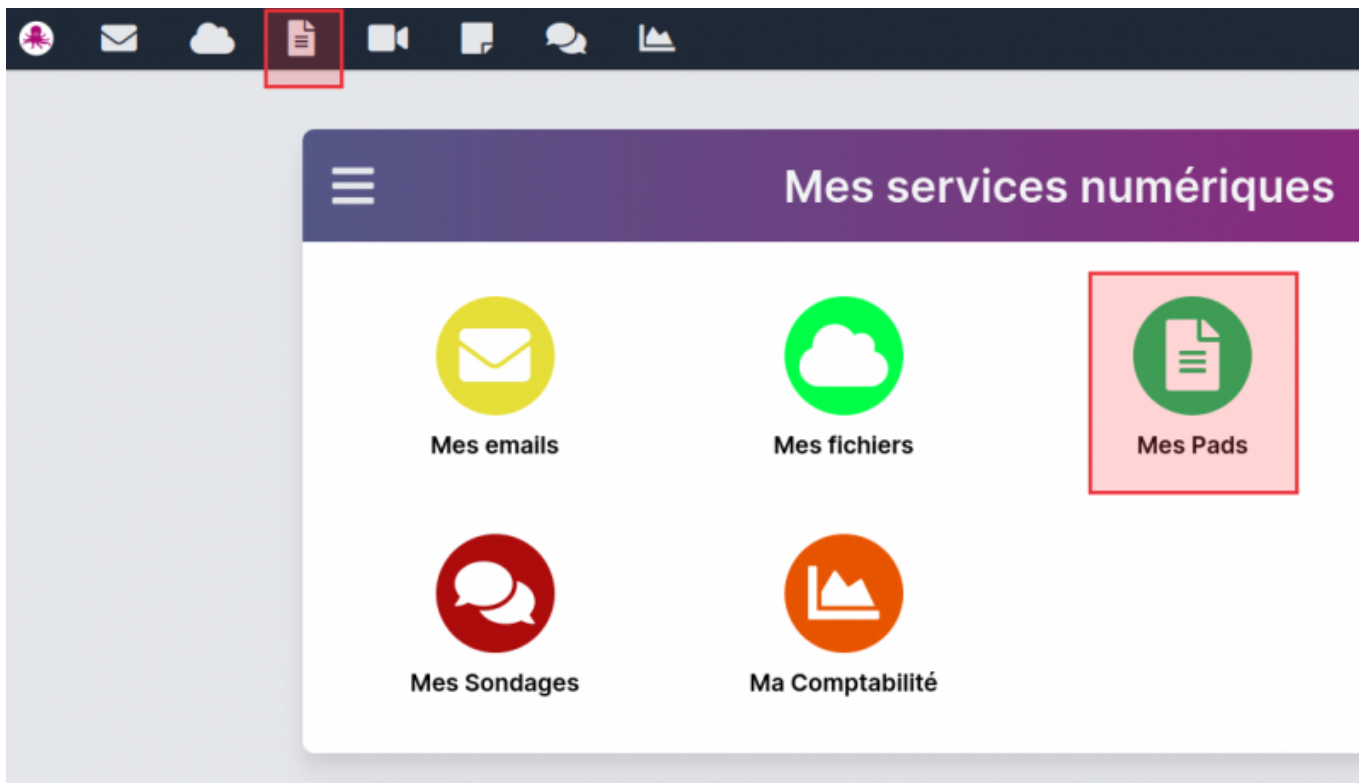 Mes services numériques
Mes emails
Mes fichiers
Mes Pads
Mes Sondages
Ma Comptabilité